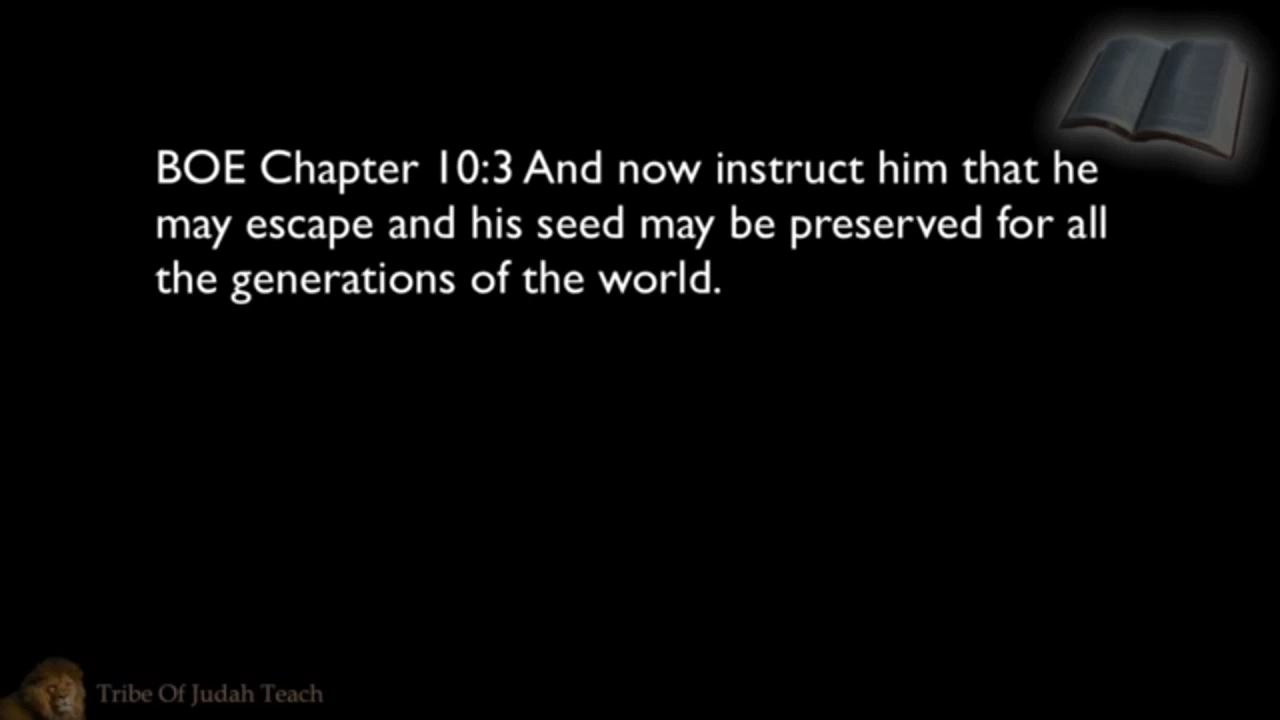 BOE Chapter 10:3 And now instruct him that he
may escape and his seed may be preserved for all
the generations of the world.
Tribe Of Judah Teach